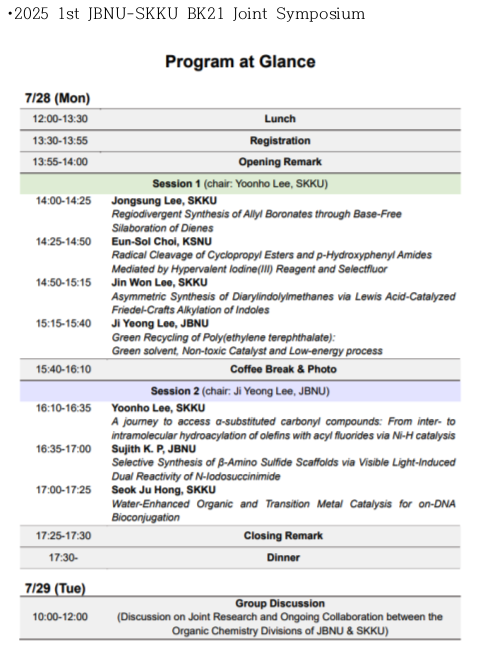 •2025 1st JBNU-SKKU BK21 Joint Symposium
Program at Glance
7/28 (Mon)
12:00-13:30 Lunch
13:30-13:55 Registration
13:55-14:00 Opening Remark
Session 1 (chair: Yoonho Lee, SKKU)
14:00-14:25 Jongsung Lee, SKKU
Regiodivergent Synthesis of Allyl Boronates through Base-Free
Silaboration of Dienes
14:25-14:50 Eun-Sol Choi, KSNU
Radical Cleavage of Cyclopropyl Esters and p-Hydroxyphenyl Amides
Mediated by Hypervalent Iodine(III) Reagent and Selectfluor
14:50-15:15 Jin Won Lee, SKKU
Asymmetric Synthesis of Diarylindolylmethanes via Lewis Acid-Catalyzed
Friedel-Crafts Alkylation of Indoles
15:15-15:40 Ji Yeong Lee, JBNU
Green Recycling of Poly(ethylene terephthalate):
Green solvent, Non-toxic Catalyst and Low-energy process
15:40-16:10 Coffee Break & Photo
Session 2 (chair: Ji Yeong Lee, JBNU)
16:10-16:35 Yoonho Lee, SKKU
A journey to access α-substituted carbonyl compounds: From inter- to
intramolecular hydroacylation of olefins with acyl fluorides via Ni-H catalysis
16:35-17:00 Sujith K. P, JBNU
Selective Synthesis of β-Amino Sulfide Scaffolds via Visible Light-Induced
Dual Reactivity of N-Iodosuccinimide
17:00-17:25 Seok Ju Hong, SKKU
Water-Enhanced Organic and Transition Metal Catalysis for on-DNA
Bioconjugation
17:25-17:30 Closing Remark
17:30- Dinner
7/29 (Tue)
Group Discussion
10:00-12:00 (Discussion on Joint Research and Ongoing Collaboration between the
Organic Chemistry Divisions of JBNU & SKKU)